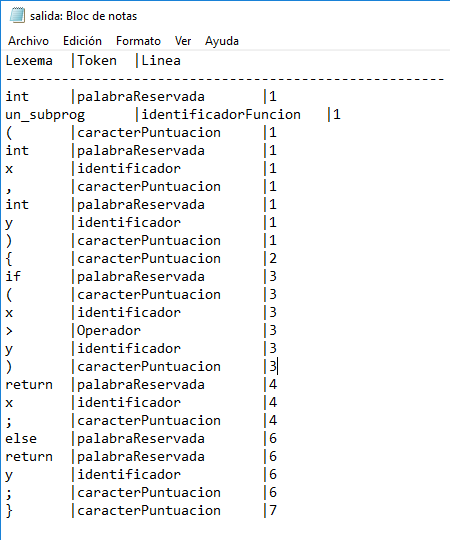 salida: Bloc de notas
Archivo Edición Formato Ver Ayuda
Lexema |Token |Linea
-------------------------------------------------------
int |palabraReservada |1
un_subprog |identificadorFuncion |1
( |caracterPuntuacion |1
int |palabraReservada |1
x |identificador |1
, |caracterPuntuacion |1
int |palabraReservada |1
y |identificador |1
) |caracterPuntuacion |1
{ |caracterPuntuacion |2
if |palabraReservada |3
( |caracterPuntuacion |3
x |identificador |3
> |Operador |3
y |identificador |3
) |caracterPuntuacion |3
return |palabraReservada |4
x |identificador |4
; |caracterPuntuacion |4
else |palabraReservada |6
return |palabraReservada |6
y |identificador |6
; |caracterPuntuacion |6
} |caracterPuntuacion |7